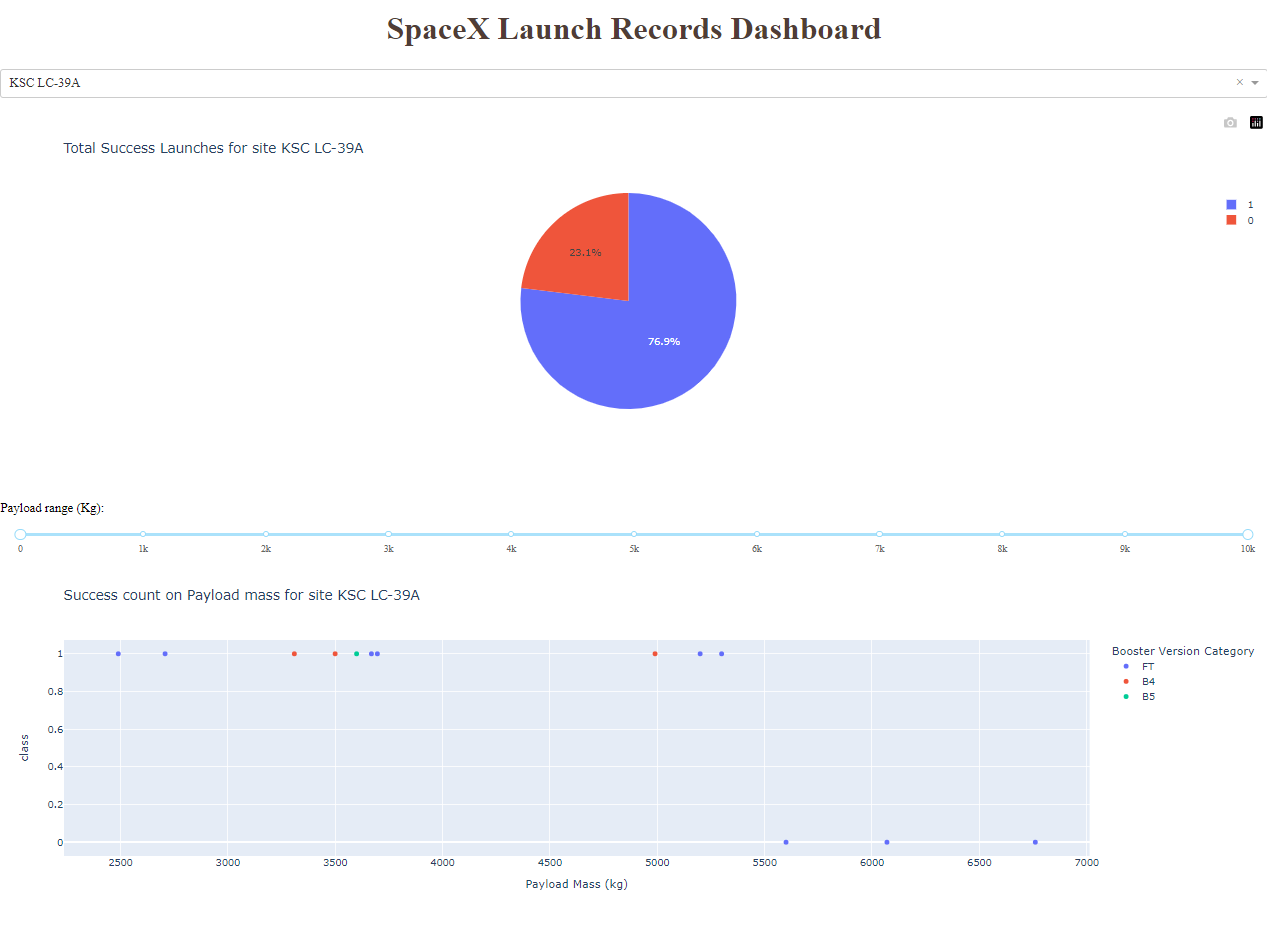 SpaceX Launch Records Dashboard
KSC LC-39A
Total Success Launches for site KSC LC-39A
1
0
23.1%
76.9%
Payload range (Kg):
0 1k 2k 3k 4k 5k 6k 7k 8k 9k 10k
Success count on Payload mass for site KSC LC-39A
Booster Version Category
FT
B4
B5
1
0.8
0.6
0.4
0.2
0
class
2500 3000 3500 4000 4500 5000 5500 6000 6500 7000
Payload Mass (kg)